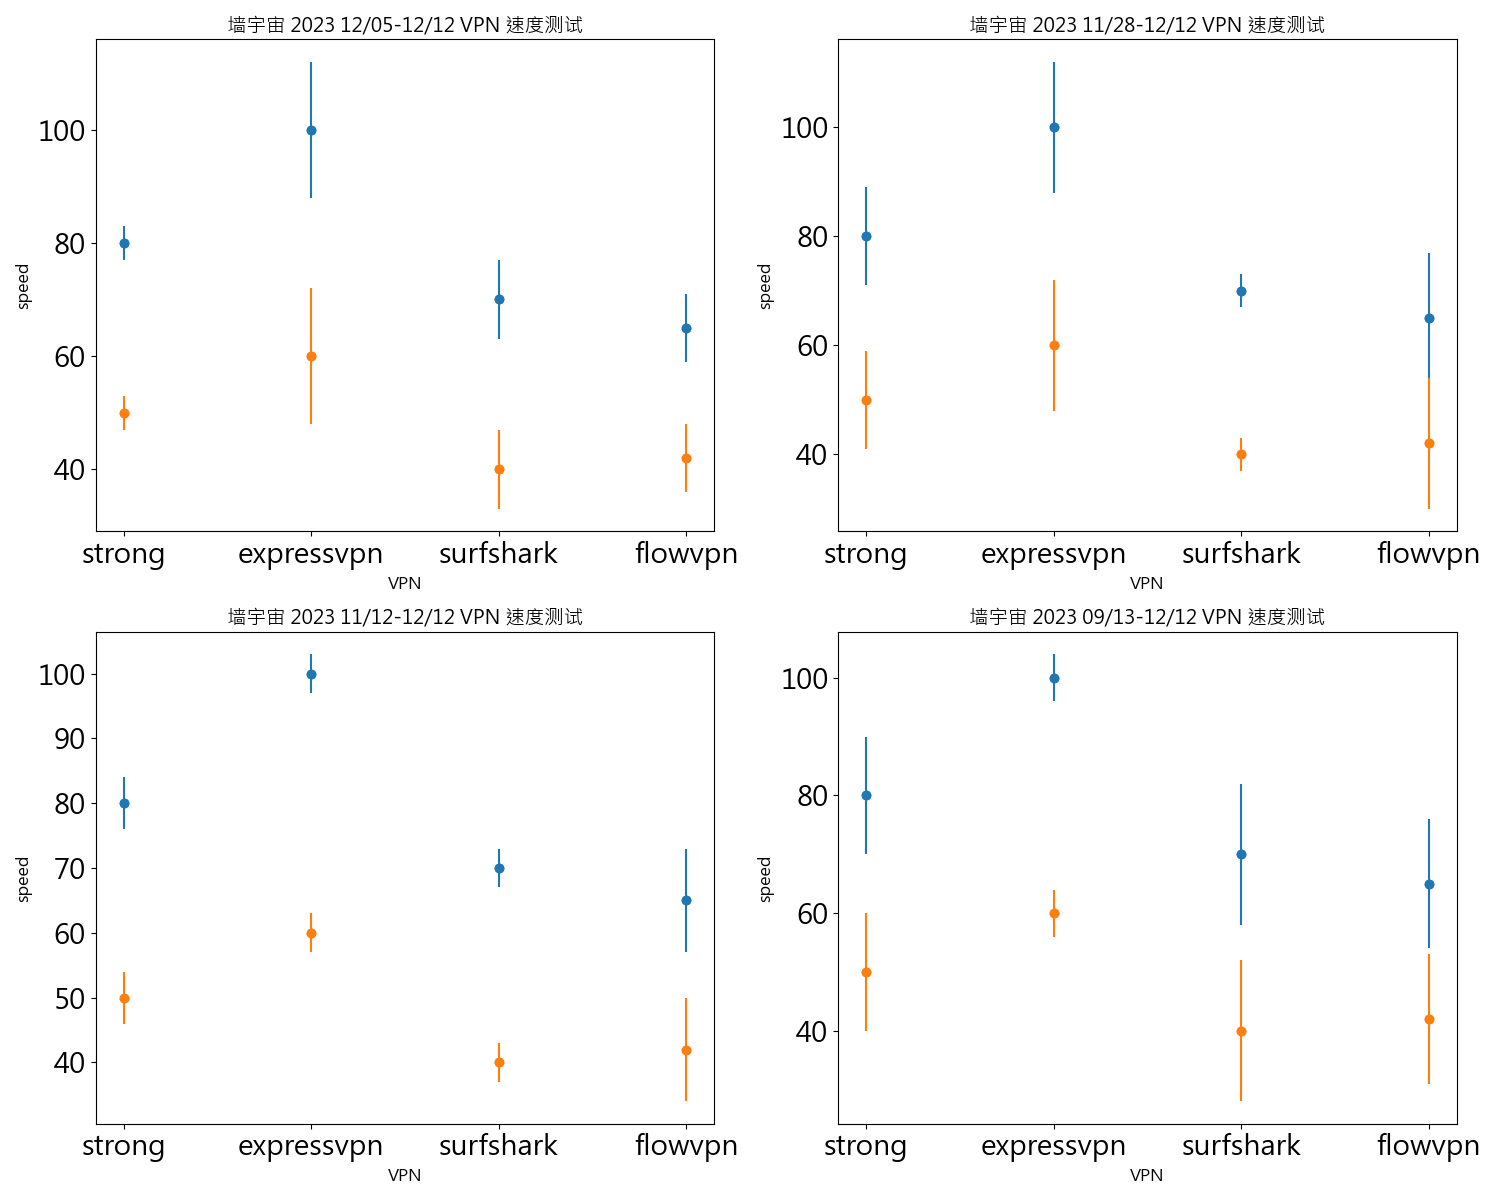 墙宇宙 2023 12/05-12/12 VPN 速度测试
100
80
60
40
speed
strong expressvpn surfshark flowvpn
VPN
墙宇宙 2023 11/28-12/12 VPN 速度测试
100
80
60
40
speed
strong expressvpn surfshark flowvpn
VPN
墙宇宙 2023 11/12-12/12 VPN 速度测试
100
90
80
70
60
50
40
speed
strong expressvpn surfshark flowvpn
VPN
墙宇宙 2023 09/13-12/12 VPN 速度测试
100
80
60
40
speed
strong expressvpn surfshark flowvpn
VPN